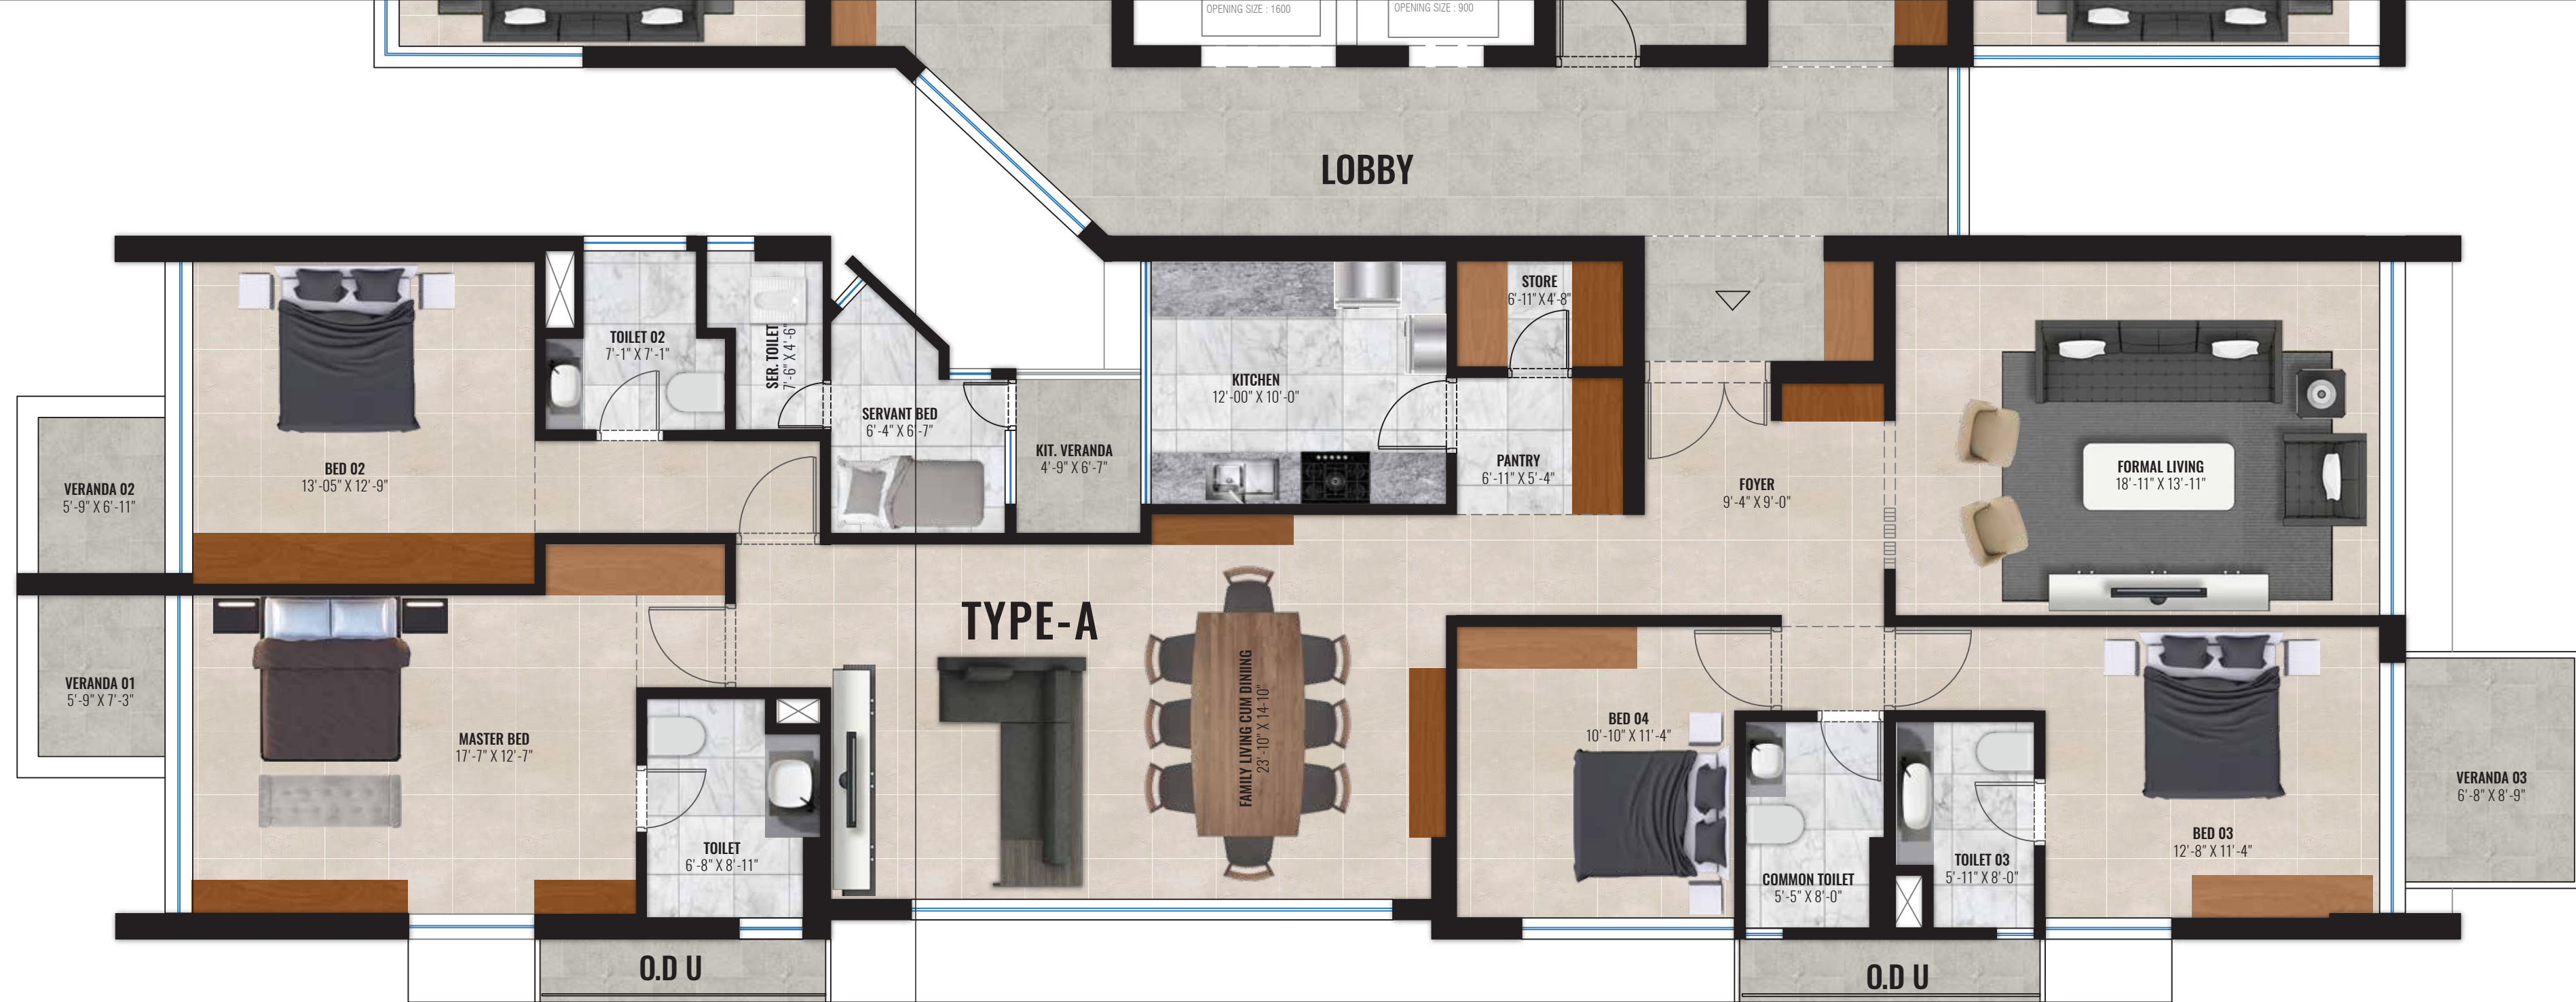 OPENING SIZE : 1600
OPENING SIZE : 900
LOBBY
STORE
6'-11"X4'-8"
TOILET 02
7'-1" X 7'-1"
SER. TOILET
7'-6" X 4'-6"
KITCHEN
12'-00" X 10'-0"
SERVANT BED
6'-4" X 6'-7"
KIT. VERANDA
4'-9" X 6'-7"
PANTRY
6'-11" X 5'-4"
BED 02
13'-05" X 12'-9"
VERANDA 02
5'-9" X 6'-11"
FOYER
9'-4" X 9'-0"
FORMAL LIVING
18'-11" X 13'-11"
TYPE-A
VERANDA 01
5'-9" X 7'-3"
MASTER BED
17'-7" X 12'-7"
FAMILY LIVING CUM DINING
23'-10" X 14'-10"
BED 04
10'-10" X 11'-4"
VERANDA 03
6'-8" X 8'-9"
BED 03
12'-8" X 11'-4"
TOILET
6'-8" X 8'-11"
TOILET 03
5'-11" X 8'-0"
COMMON TOILET
5'-5" X 8'-0"
O.D U
O.D U